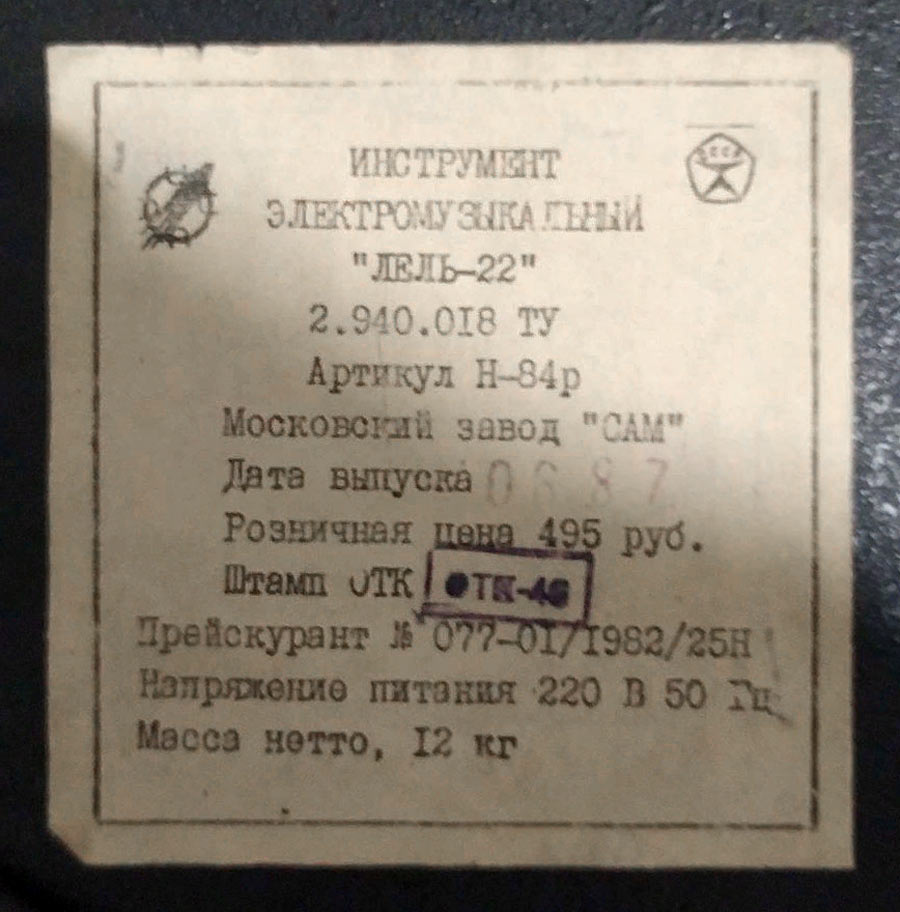 СССР
ИНСТРУМЕНТ
ЭЛЕКТРОМУЗЫКАЛЬНЫЙ
"ЛЕЛЬ-22"
2.940.018 ТУ
Артикул Н-84р
Московский завод "САМ"
Дата выпуска 06 87
Розничная цена 495 руб.
Штамп ОТК ОТК-46
Прейскурант № 077-01/1982/25Н
Напряжение питания 220 В 50 Гц
Масса нетто, 12 кг